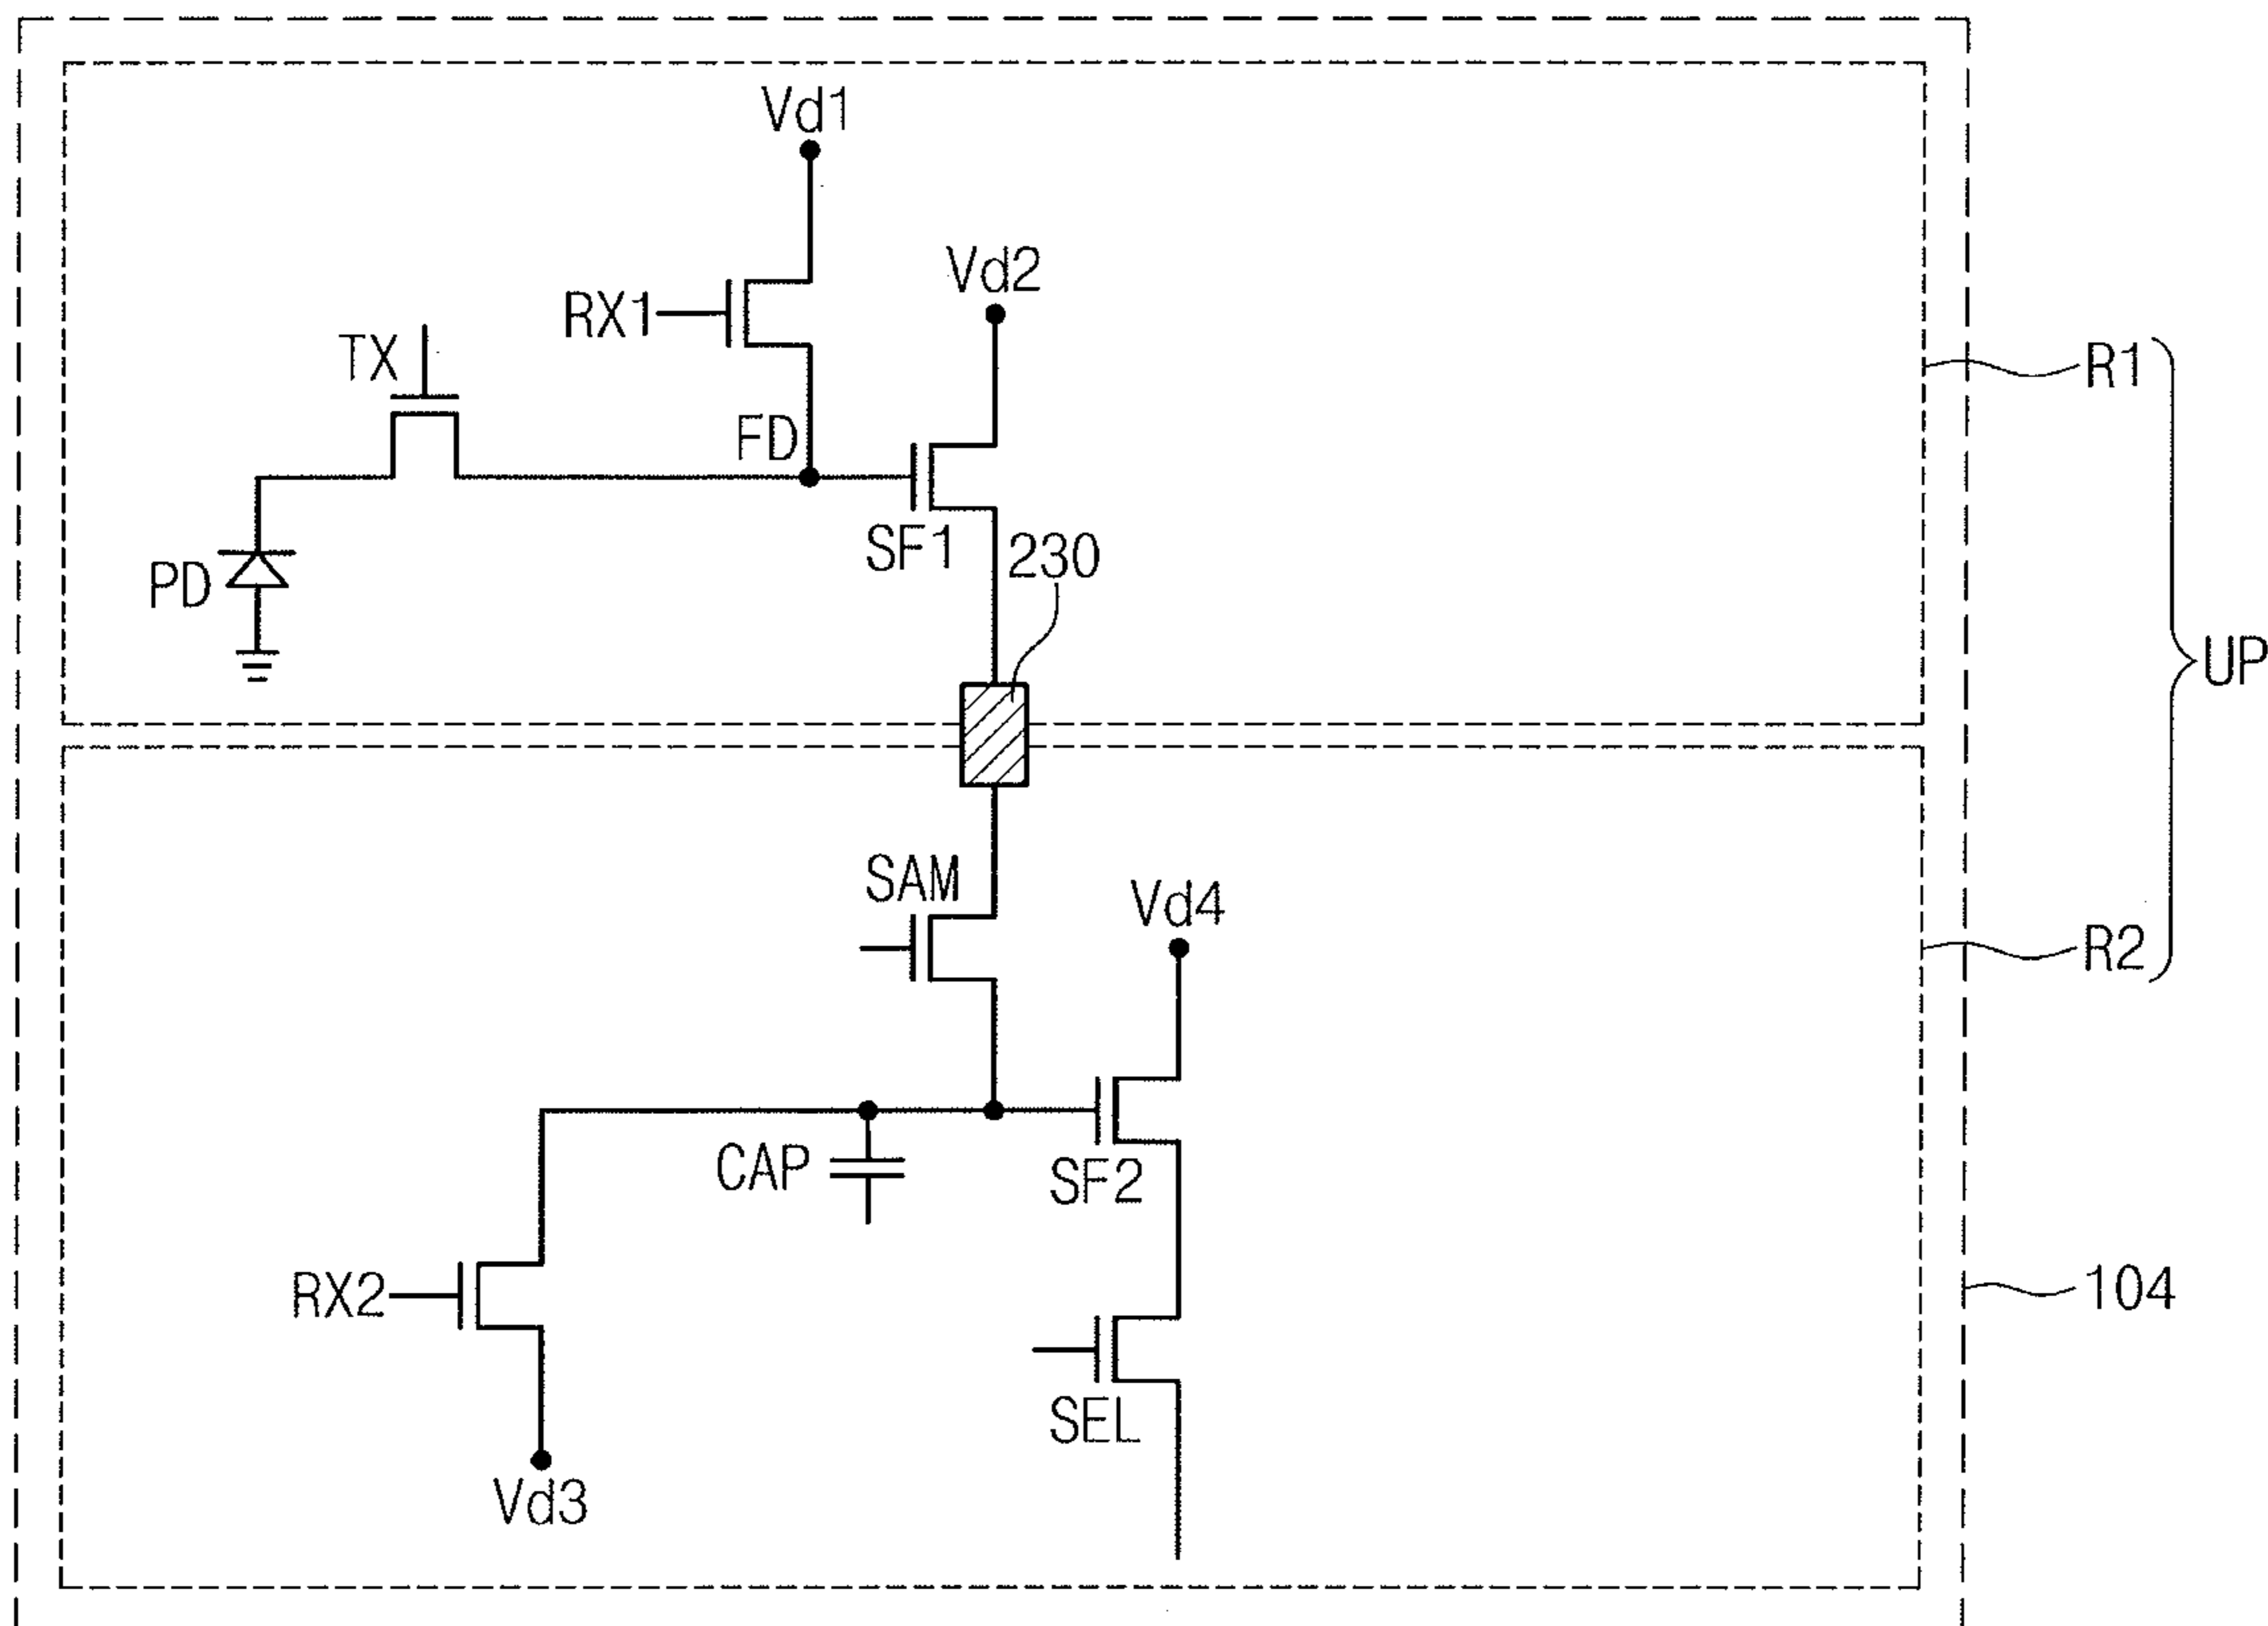 Vd1
Vd2
RX1
TX
R1
FD
SF1
230
PD
UP
SAM
Vd4
R2
CAP
SF2
RX2
104
SEL
Vd3